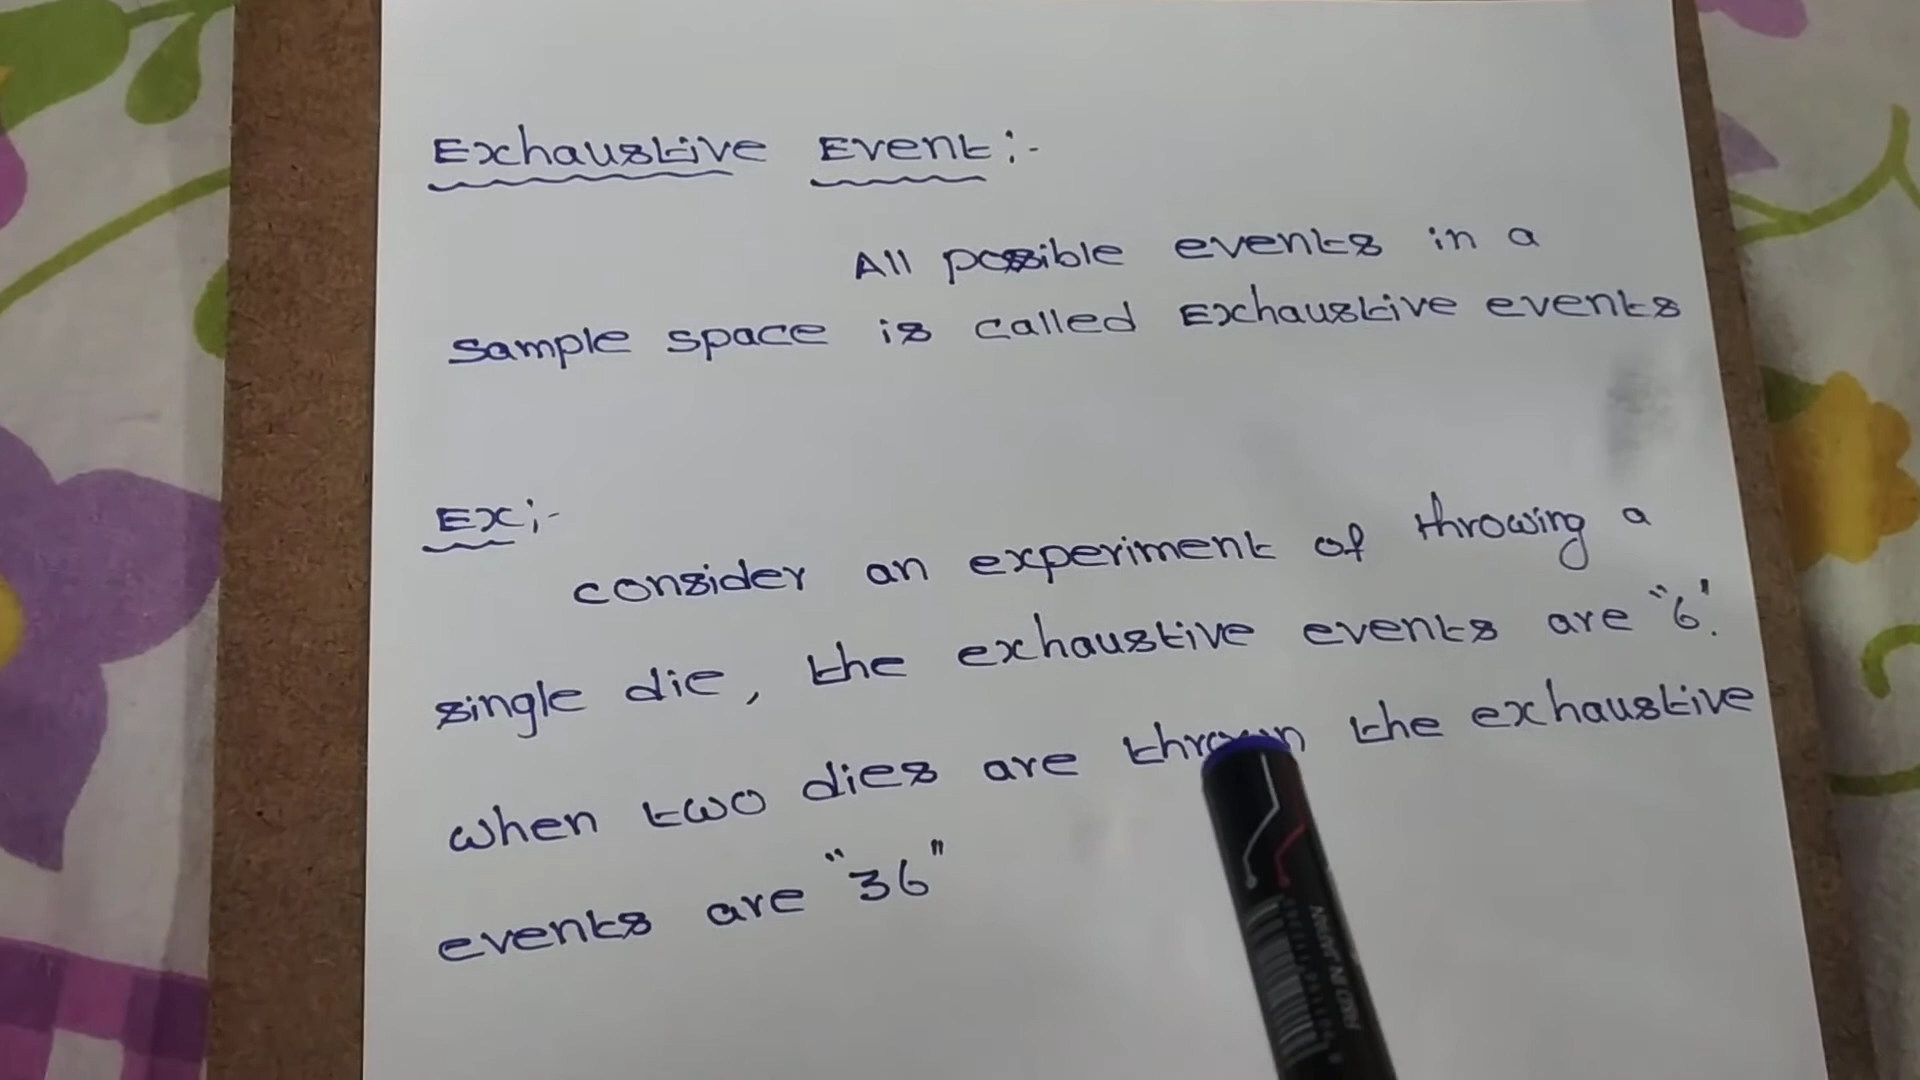 Exhaustive Event:-
All possible events in a
sample space is called Exhaustive events
Ex:-
consider an experiment of throwing a
single die, the exhaustive events are "6".
when two dies are thrown the exhaustive
events are "36"